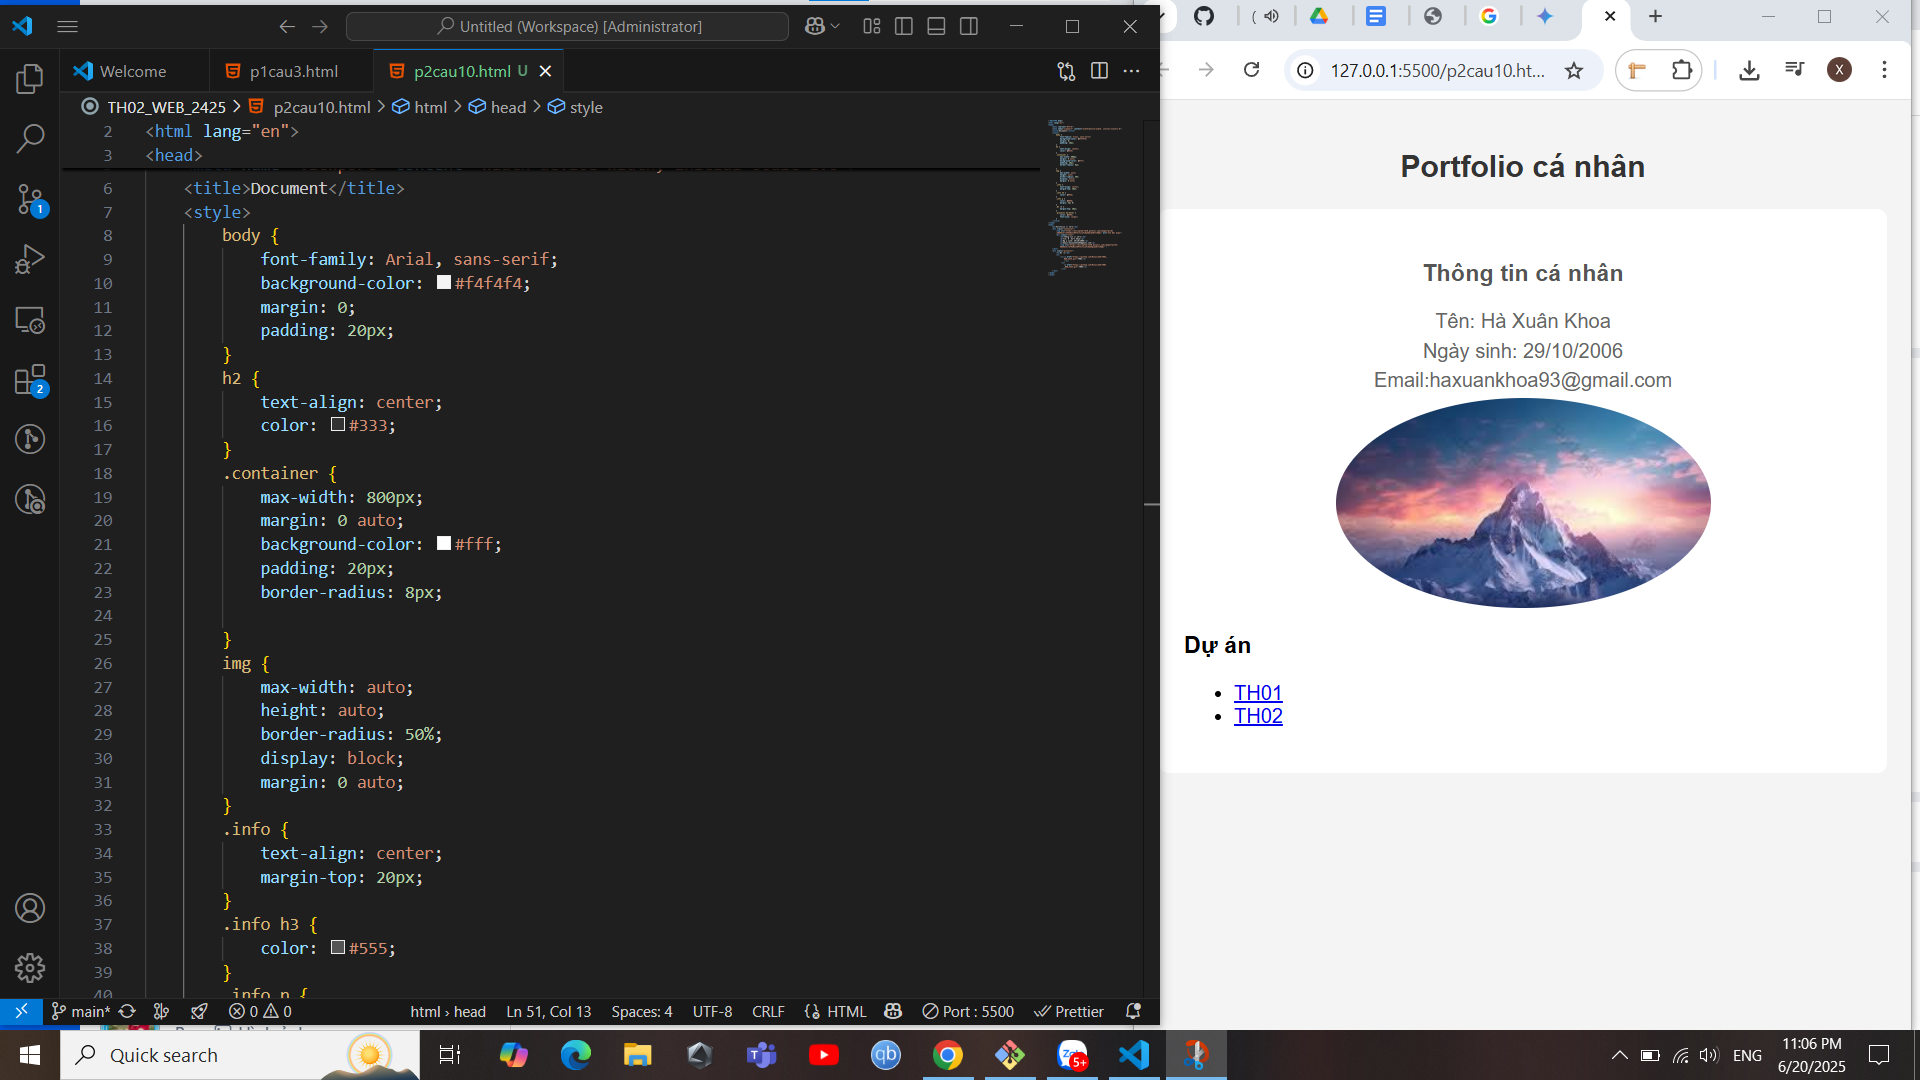 Untitled (Workspace) [Administrator]
Welcome
p1cau3.html
p2cau10.html U
TH02_WEB_2425 > p2cau10.html > html > head > style
2 <html lang="en">
3 <head>
6 <title>Document</title>
7 <style>
8 body {
9 font-family: Arial, sans-serif;
10 background-color: #f4f4f4;
11 margin: 0;
12 padding: 20px;
13 }
14 h2 {
15 text-align: center;
16 color: #333;
17 }
18 .container {
19 max-width: 800px;
20 margin: 0 auto;
21 background-color: #fff;
22 padding: 20px;
23 border-radius: 8px;
24
25 }
26 img {
27 max-width: auto;
28 height: auto;
29 border-radius: 50%;
30 display: block;
31 margin: 0 auto;
32 }
33 .info {
34 text-align: center;
35 margin-top: 20px;
36 }
37 .info h3 {
38 color: #555;
39 }
40 .info p {
1
2
main*
0 0
html › head
Ln 51, Col 13
Spaces: 4
UTF-8
CRLF
HTML
Port : 5500
Prettier
127.0.0.1:5500/p2cau10.ht...
X
Portfolio cá nhân
Thông tin cá nhân
Tên: Hà Xuân Khoa
Ngày sinh: 29/10/2006
Email:haxuankhoa93@gmail.com
Dự án
TH01
TH02
Quick search
qb
5+
ENG
11:06 PM
6/20/2025